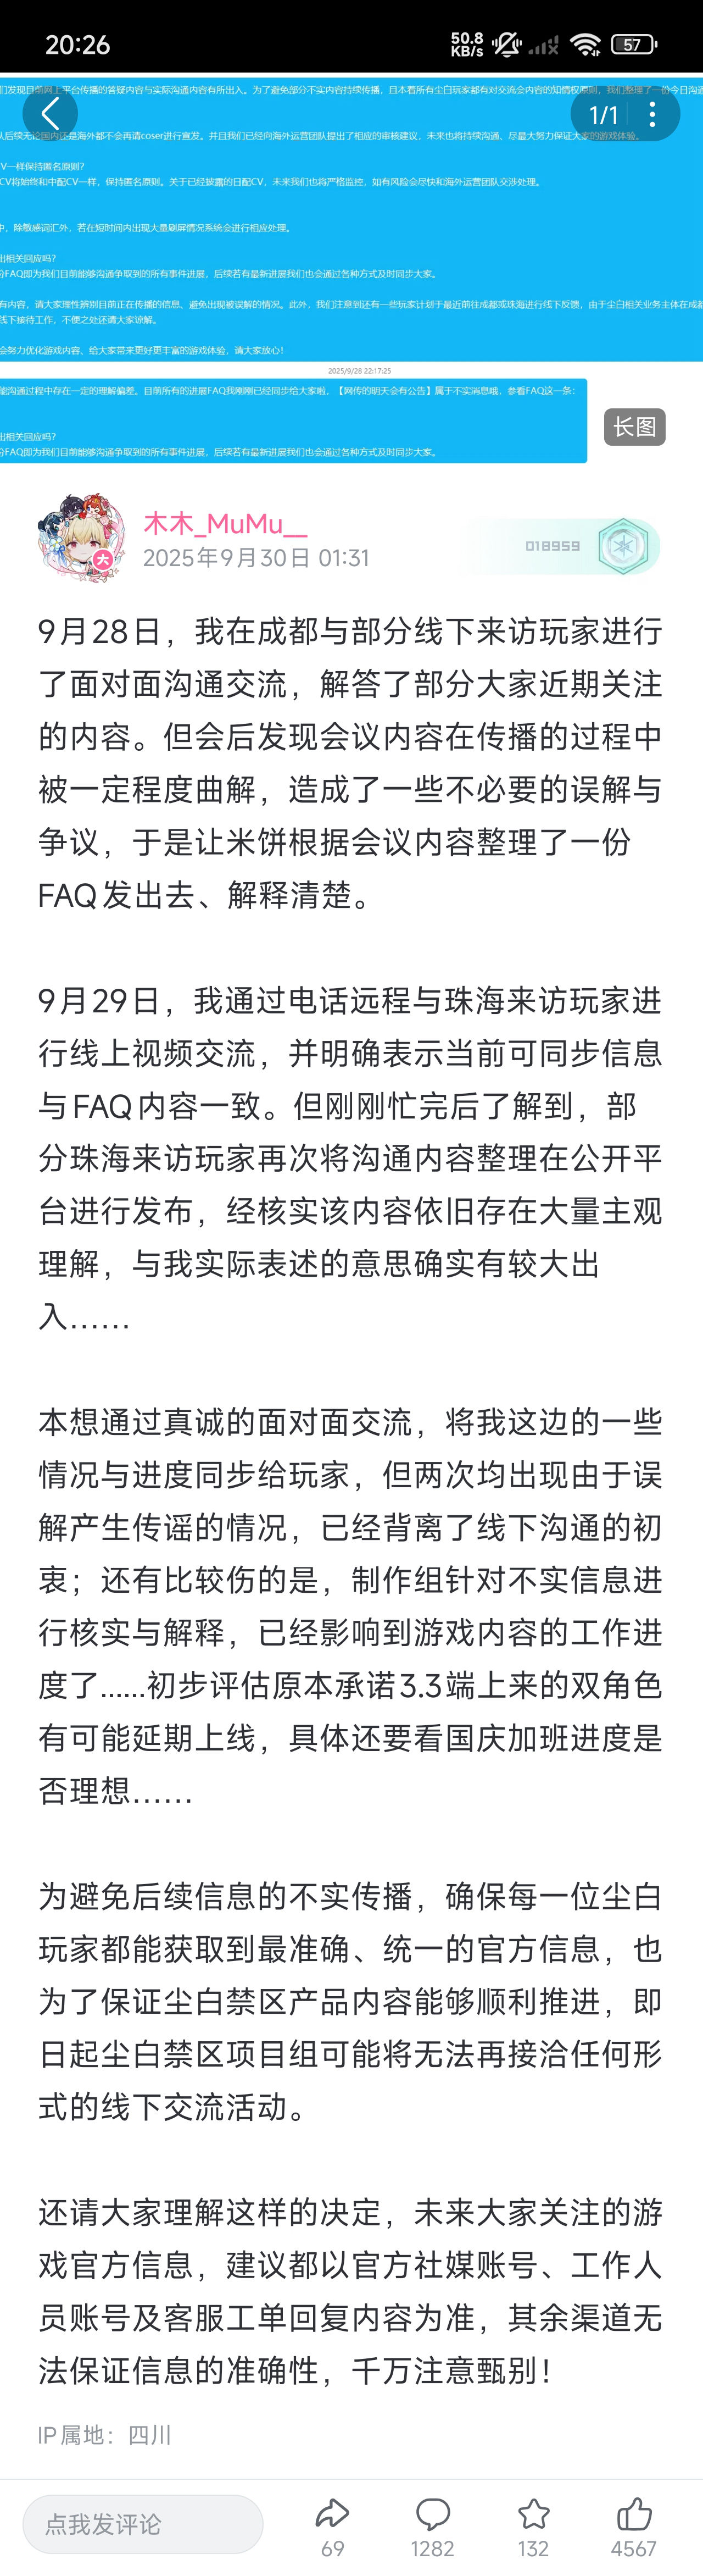 20:26
50.8
KB/s
57
们发现目前网上平台传播的答疑内容与实际沟通内容有所出入。为了避免部分不实内容持续传播，且本着所有尘白玩家都有对交流会内容的知情权原则，我们整理了一份今日沟通
1/1
队后续无论国内还是海外都不会再请coser进行宣发。并且我们已经向海外运营团队提出了相应的审核建议，未来也将持续沟通、尽最大努力保证大家的游戏体验。
V一样保持匿名原则？
CV将始终和中配CV一样、保持匿名原则。关于已经披露的日配CV，未来我们也将严格监控，如有风险会尽快和海外运营团队交涉处理。
中，除敏感词汇外，若在短时间内出现大量刷屏情况系统会进行相应处理。
出相关回应吗？
份FAQ即为我们目前能够沟通争取到的所有事件进展，后续若有最新进展我们也会通过各种方式及时同步大家。
有内容，请大家理性辨别目前正在传播的信息、避免出现被误解的情况。此外，我们注意到还有一些玩家计划于最近前往成都或珠海进行线下反馈，由于尘白相关业务主体在成都
线下接待工作，不便之处还请大家谅解。
会努力优化游戏内容、给大家带来更好更丰富的游戏体验，请大家放心！
2025/9/28 22:17:25
能沟通过程中存在一定的理解偏差。目前所有的进展FAQ我刚刚已经同步给大家啦，【网传的明天会有公告】属于不实消息哦，参看FAQ这一条：
长图
出相关回应吗？
份FAQ即为我们目前能够沟通争取到的所有事件进展，后续若有最新进展我们也会通过各种方式及时同步大家。
木木_MuMu__
大
2025年9月30日 01:31
018959
9月28日，我在成都与部分线下来访玩家进行
了面对面沟通交流，解答了部分大家近期关注
的内容。但会后发现会议内容在传播的过程中
被一定程度曲解，造成了一些不必要的误解与
争议，于是让米饼根据会议内容整理了一份
FAQ发出去、解释清楚。
9月29日，我通过电话远程与珠海来访玩家进
行线上视频交流，并明确表示当前可同步信息
与FAQ内容一致。但刚刚忙完后了解到，部
分珠海来访玩家再次将沟通内容整理在公开平
台进行发布，经核实该内容依旧存在大量主观
理解，与我实际表述的意思确实有较大出
入……
本想通过真诚的面对面交流，将我这边的一些
情况与进度同步给玩家，但两次均出现由于误
解产生传谣的情况，已经背离了线下沟通的初
衷；还有比较伤的是，制作组针对不实信息进
行核实与解释，已经影响到游戏内容的工作进
度了......初步评估原本承诺3.3端上来的双角色
有可能延期上线，具体还要看国庆加班进度是
否理想……
为避免后续信息的不实传播，确保每一位尘白
玩家都能获取到最准确、统一的官方信息，也
为了保证尘白禁区产品内容能够顺利推进，即
日起尘白禁区项目组可能将无法再接洽任何形
式的线下交流活动。
还请大家理解这样的决定，未来大家关注的游
戏官方信息，建议都以官方社媒账号、工作人
员账号及客服工单回复内容为准，其余渠道无
法保证信息的准确性，千万注意甄别！
IP属地：四川
点我发评论
69
1282
132
4567